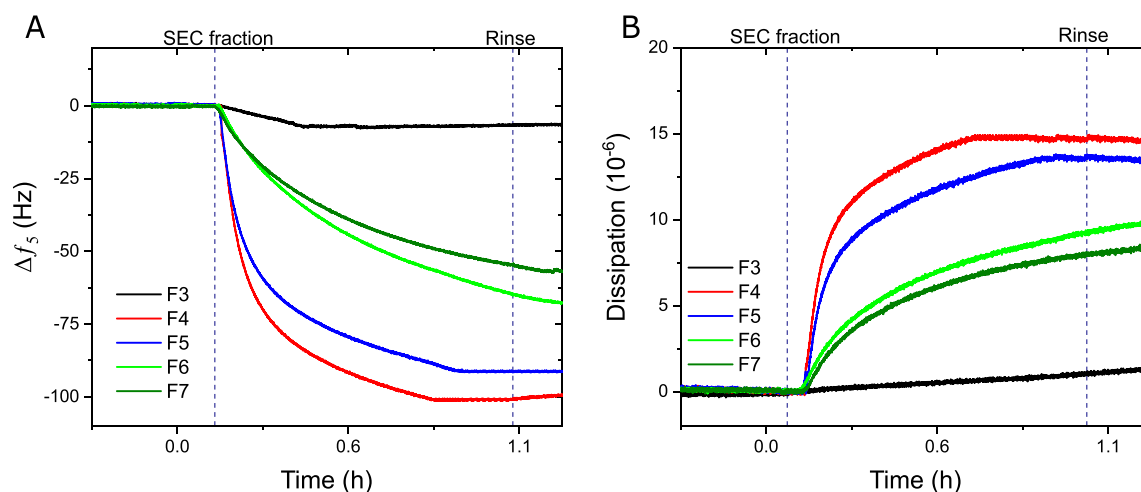 A
SEC fraction
Rinse
0
-25
-50
-75
-100
Δf₅ (Hz)
F3
F4
F5
F6
F7
0.0
0.6
1.1
Time (h)
B
SEC fraction
Rinse
20
15
10
5
0
Dissipation (10⁻⁶)
F3
F4
F5
F6
F7
0.0
0.6
1.1
Time (h)